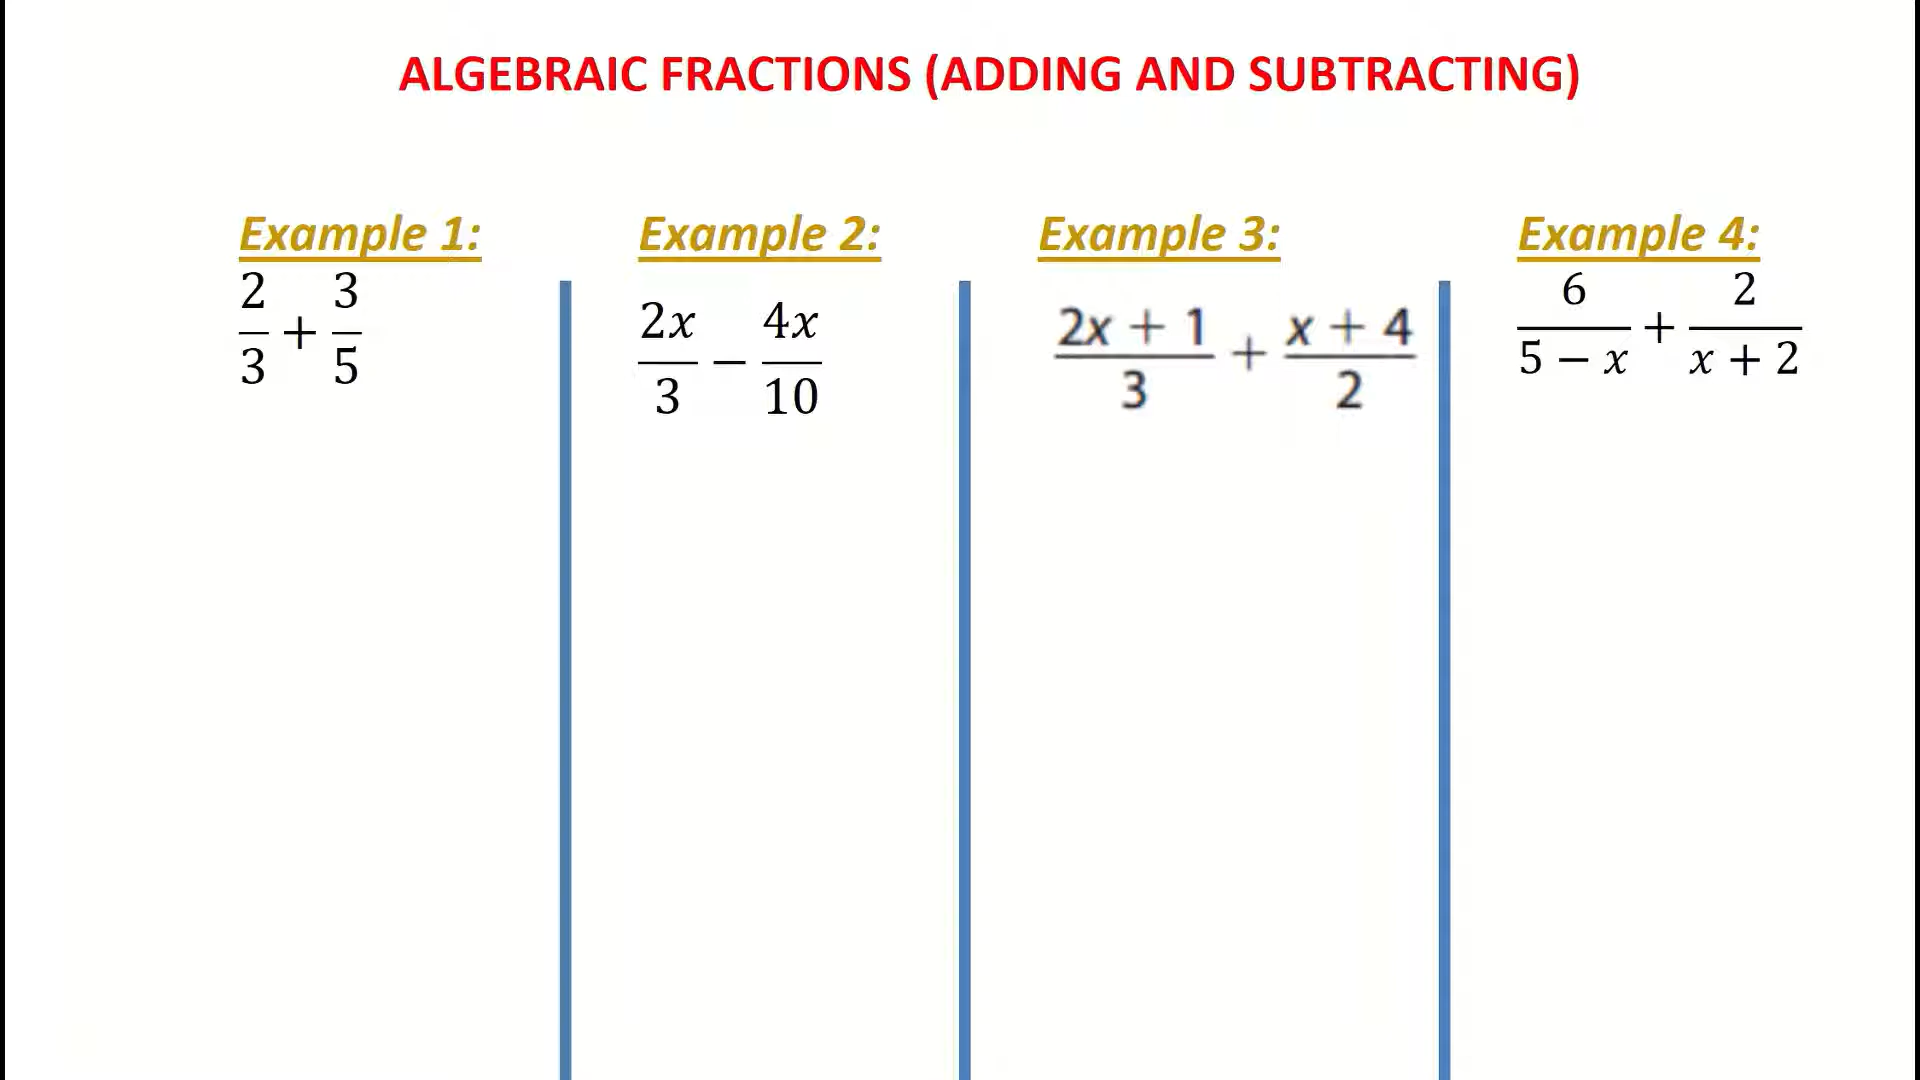 ALGEBRAIC FRACTIONS (ADDING AND SUBTRACTING)
Example 1:
2/3 + 3/5
Example 2:
2x/3 − 4x/10
Example 3:
(2x + 1)/3 + (x + 4)/2
Example 4:
6/(5 − x) + 2/(x + 2)